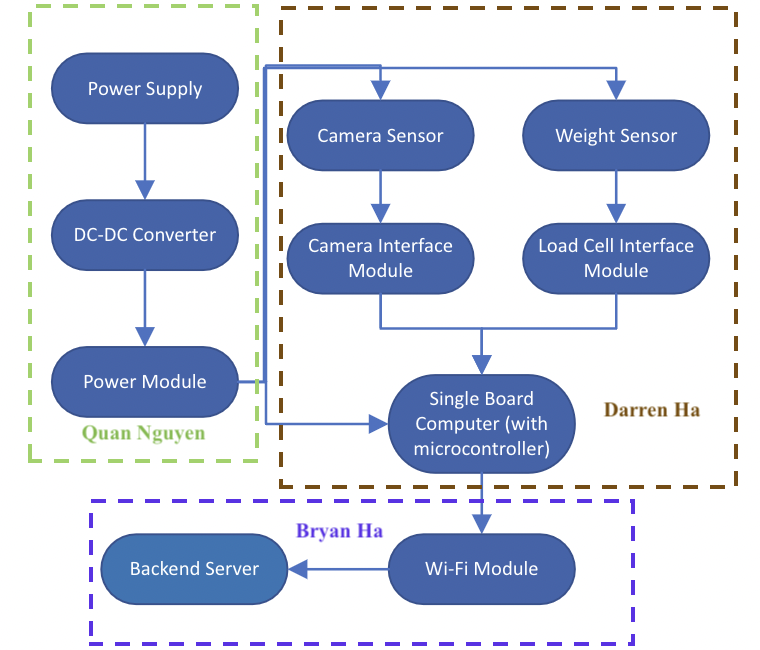 Power Supply
DC-DC Converter
Power Module
Quan Nguyen
Camera Sensor
Weight Sensor
Camera Interface
Module
Load Cell Interface
Module
Single Board
Computer (with
microcontroller)
Darren Ha
Bryan Ha
Backend Server
Wi-Fi Module